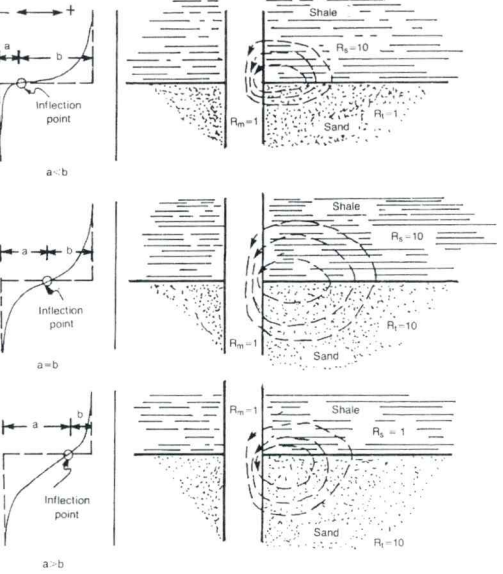 − +
a b
Inflection
point
a<b
Shale
Rs=10
Rm=1
Rt=1
Sand
a b
Inflection
point
a=b
Shale
Rs=10
Rm=1
Rt=10
Sand
a b
Inflection
point
a>b
Rm=1
Shale
Rs = 1
Sand
Rt=10